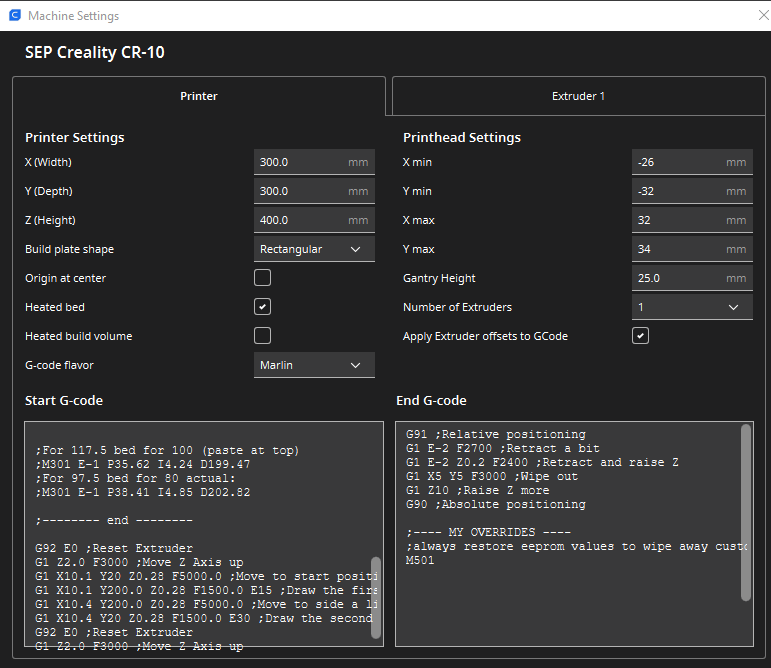 Machine Settings
SEP Creality CR-10
Printer
Extruder 1
Printer Settings
X (Width)
300.0 mm
Y (Depth)
300.0 mm
Z (Height)
400.0 mm
Build plate shape
Rectangular
Origin at center
Heated bed
Heated build volume
G-code flavor
Marlin
Printhead Settings
X min
-26 mm
Y min
-32 mm
X max
32 mm
Y max
34 mm
Gantry Height
25.0 mm
Number of Extruders
1
Apply Extruder offsets to GCode
Start G-code
;For 117.5 bed for 100 (paste at top)
;M301 E-1 P35.62 I4.24 D199.47
;For 97.5 bed for 80 actual:
;M301 E-1 P38.41 I4.85 D202.82
;-------- end --------
G92 E0 ;Reset Extruder
G1 Z2.0 F3000 ;Move Z Axis up
G1 X10.1 Y20 Z0.28 F5000.0 ;Move to start positi
G1 X10.1 Y200.0 Z0.28 F1500.0 E15 ;Draw the firs
G1 X10.4 Y200.0 Z0.28 F5000.0 ;Move to side a li
G1 X10.4 Y20 Z0.28 F1500.0 E30 ;Draw the second
G92 E0 ;Reset Extruder
G1 Z2.0 F3000 ;Move Z Axis up
End G-code
G91 ;Relative positioning
G1 E-2 F2700 ;Retract a bit
G1 E-2 Z0.2 F2400 ;Retract and raise Z
G1 X5 Y5 F3000 ;Wipe out
G1 Z10 ;Raise Z more
G90 ;Absolute positioning
;---- MY OVERRIDES ----
;always restore eeprom values to wipe away custo
M501